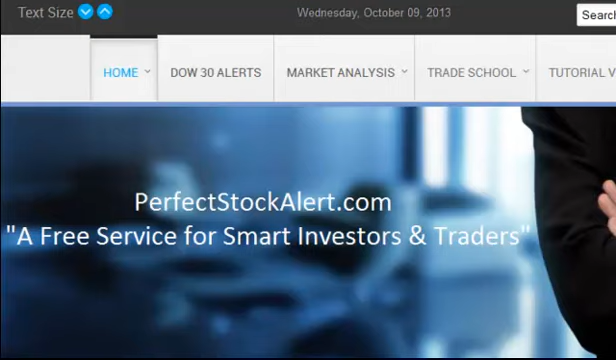 Text Size
Wednesday, October 09, 2013
Search
HOME
DOW 30 ALERTS
MARKET ANALYSIS
TRADE SCHOOL
TUTORIAL V
PerfectStockAlert.com
"A Free Service for Smart Investors & Traders"